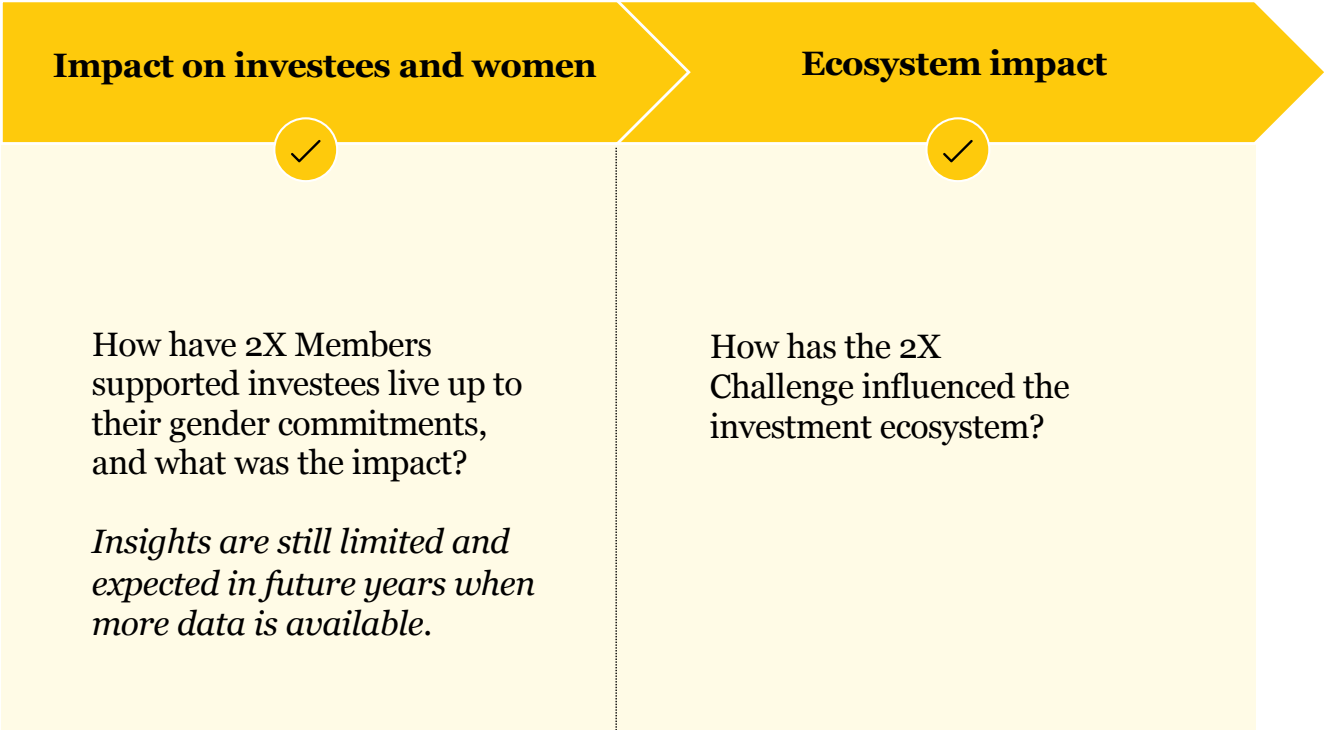 Impact on investees and women
Ecosystem impact
How have 2X Members
supported investees live up to
their gender commitments,
and what was the impact?
Insights are still limited and
expected in future years when
more data is available.
How has the 2X
Challenge influenced the
investment ecosystem?